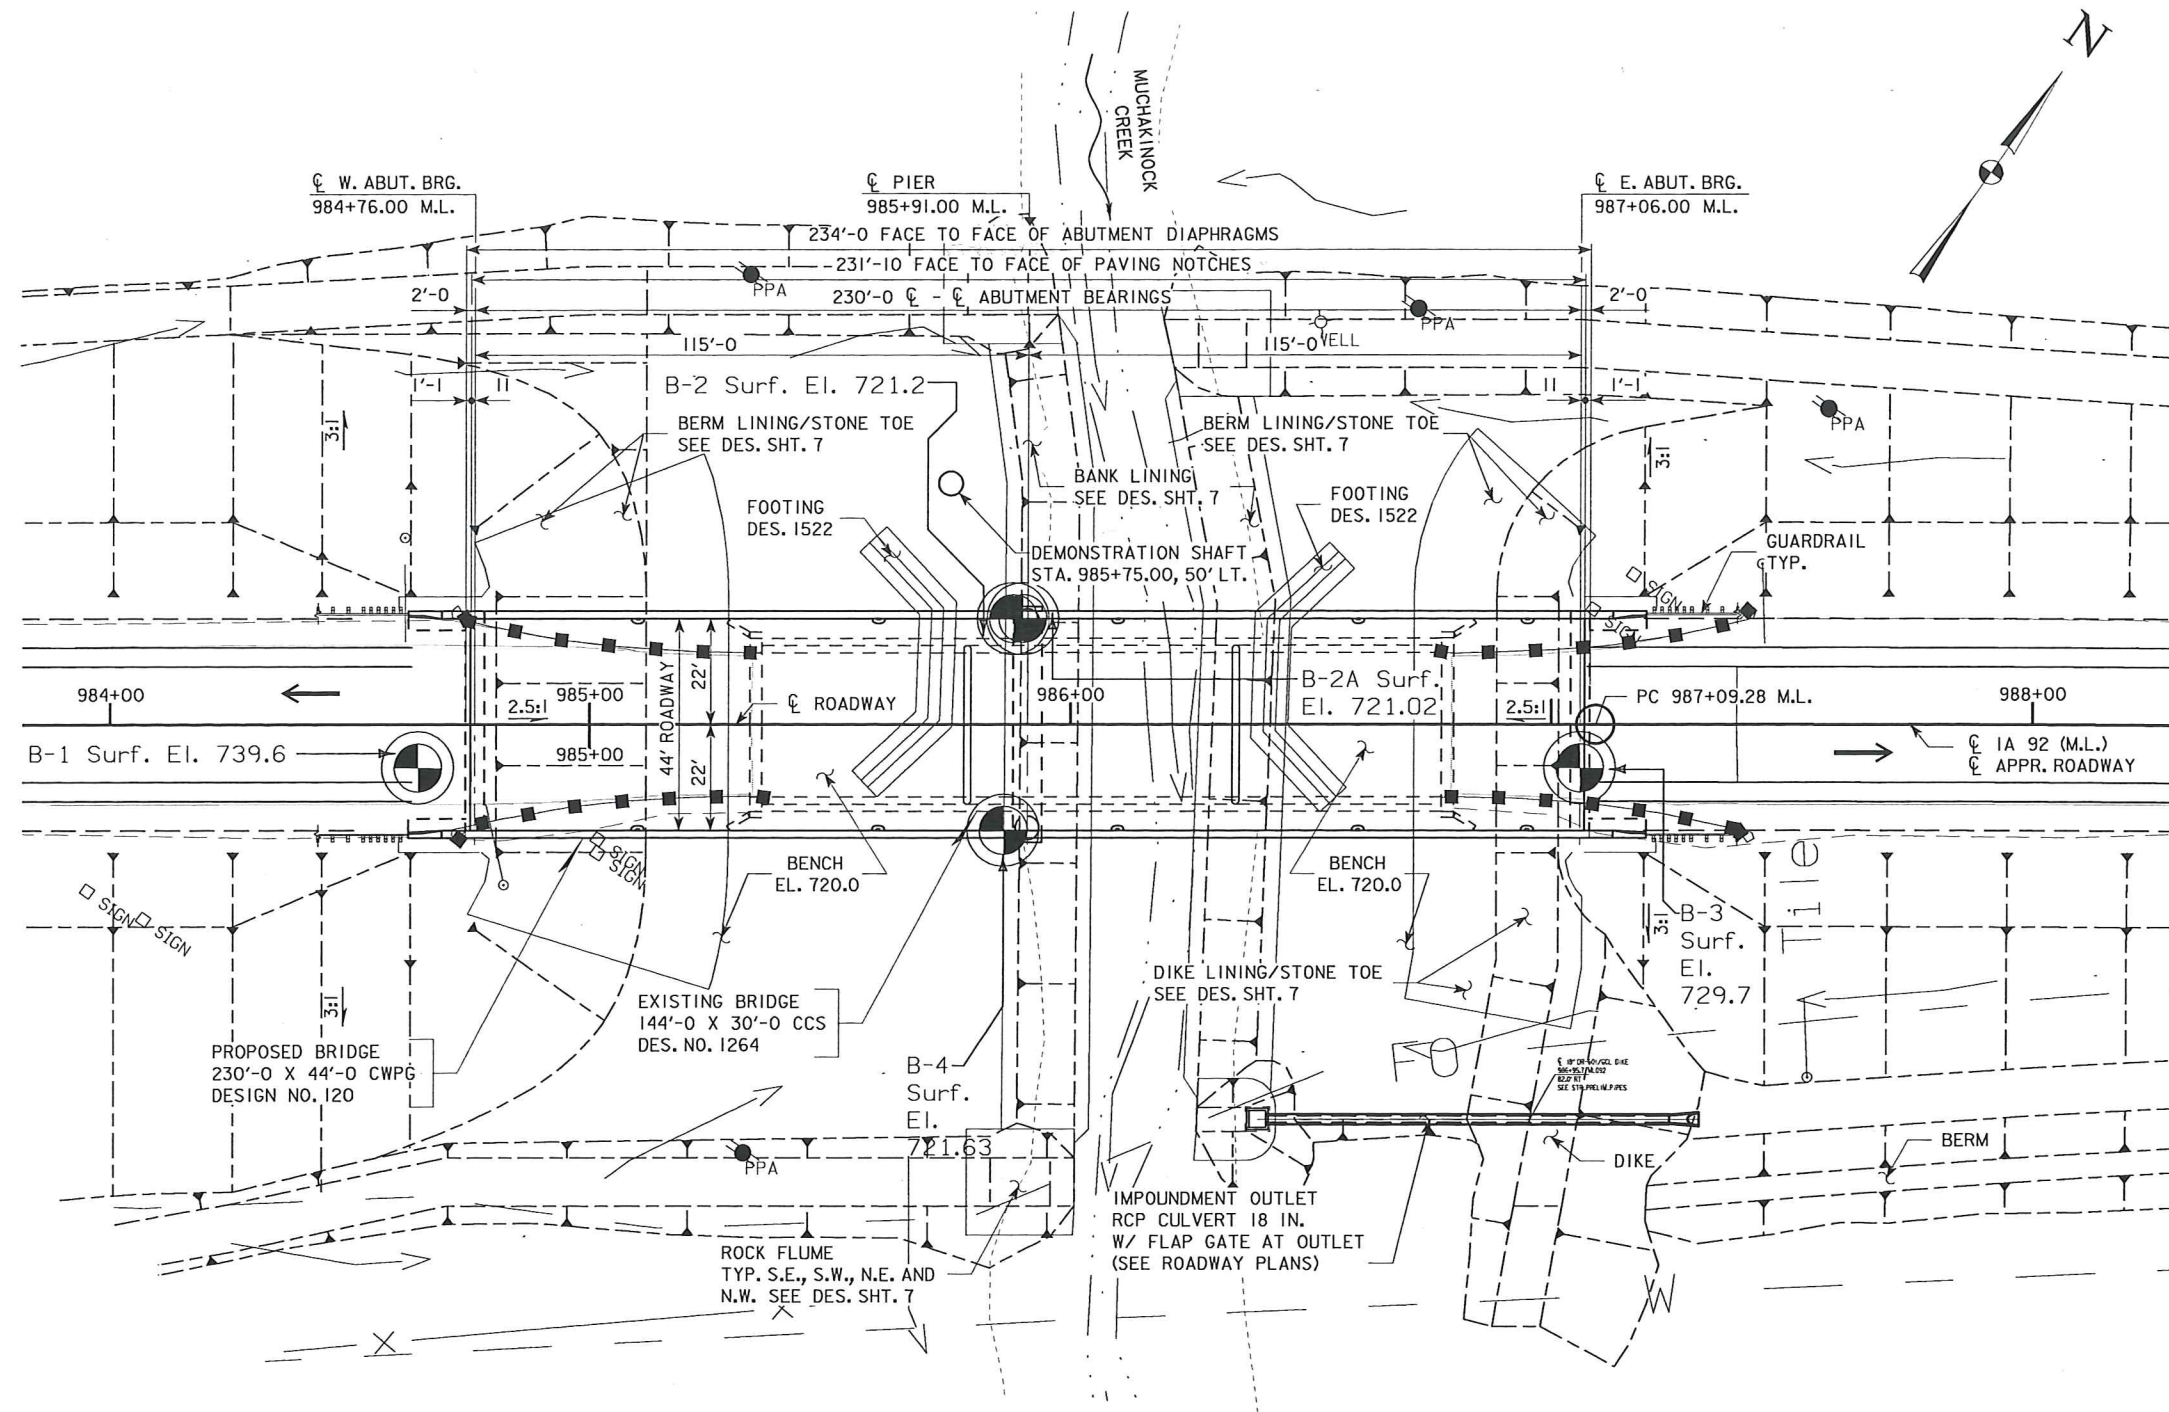 N
MUCHAKINOCK
CREEK
℄ W. ABUT. BRG.
984+76.00 M.L.
℄ PIER
985+91.00 M.L.
℄ E. ABUT. BRG.
987+06.00 M.L.
234'-0 FACE TO FACE OF ABUTMENT DIAPHRAGMS
231'-10 FACE TO FACE OF PAVING NOTCHES
2'-0
230'-0 ℄ - ℄ ABUTMENT BEARINGS
2'-0
PPA
PPA
115'-0
115'-0
WELL
1'-1
11
B-2 Surf. El. 721.2
11
1'-1
PPA
3:1
BERM LINING/STONE TOE
SEE DES. SHT. 7
BERM LINING/STONE TOE
SEE DES. SHT. 7
3:1
BANK LINING
SEE DES. SHT. 7
FOOTING
DES. 1522
FOOTING
DES. 1522
DEMONSTRATION SHAFT
STA. 985+75.00, 50' LT.
GUARDRAIL
TYP.
SIGN
SIGN
984+00
985+00
2.5:1
44' ROADWAY
22'
22'
℄ ROADWAY
986+00
B-2A Surf.
El. 721.02
2.5:1
PC 987+09.28 M.L.
988+00
B-1 Surf. El. 739.6
985+00
℄ IA 92 (M.L.)
℄ APPR. ROADWAY
SIGN
SIGN
BENCH
EL. 720.0
BENCH
EL. 720.0
Tile
SIGN
SIGN
3:1
B-3
Surf.
El.
729.7
3:1
DIKE LINING/STONE TOE
SEE DES. SHT. 7
EXISTING BRIDGE
144'-0 X 30'-0 CCS
DES. NO. 1264
PROPOSED BRIDGE
230'-0 X 44'-0 CWPG
DESIGN NO. 120
B-4
Surf.
El.
721.63
FO
SEE
DIKE
BERM
PPA
IMPOUNDMENT OUTLET
RCP CULVERT 18 IN.
W/ FLAP GATE AT OUTLET
(SEE ROADWAY PLANS)
ROCK FLUME
TYP. S.E., S.W., N.E. AND
N.W. SEE DES. SHT. 7
X
X
W